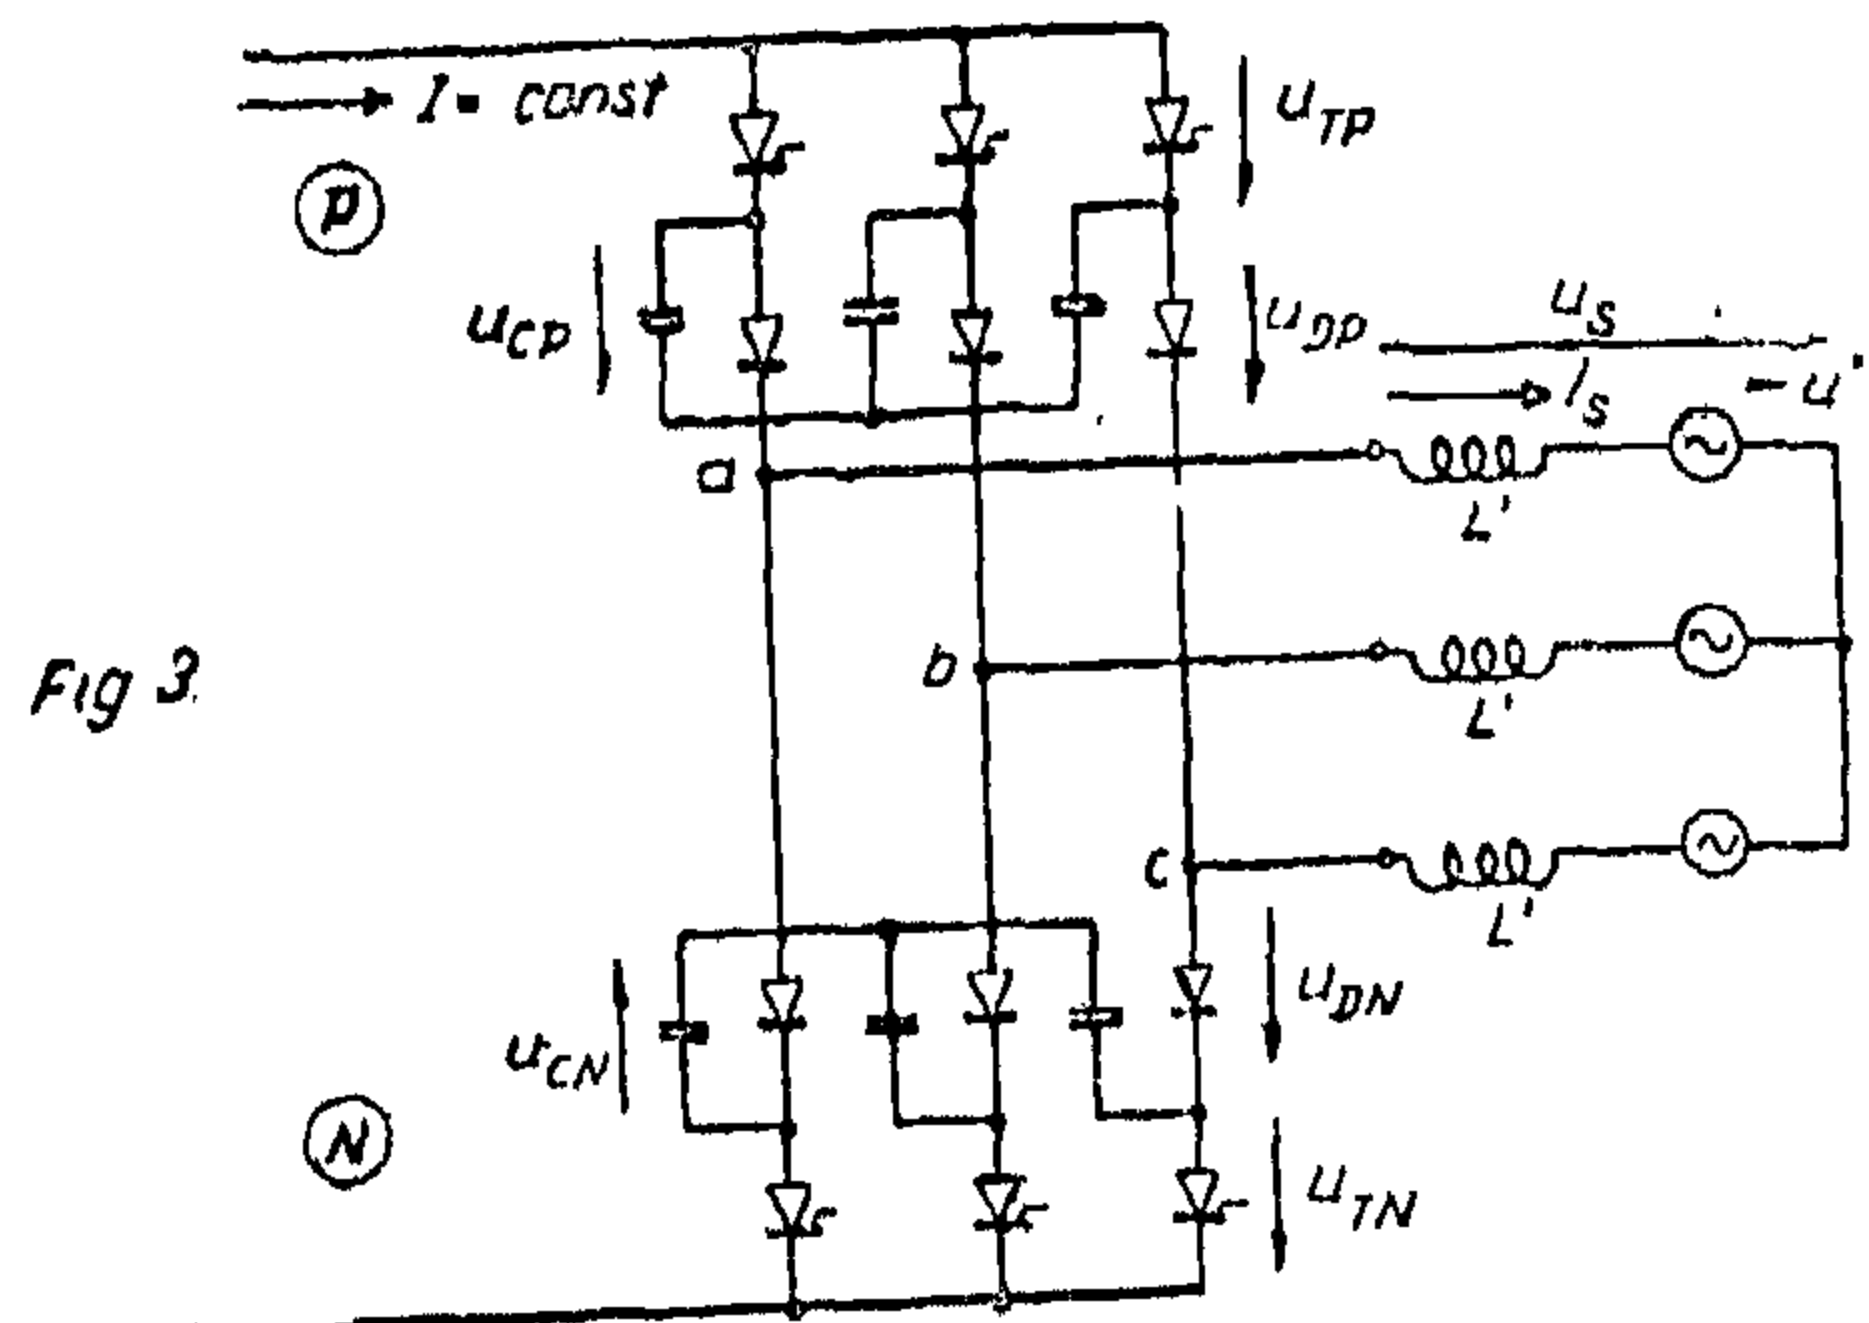 I = const
u_TP
P
u_CP
u_DP
u_S
i_S
- u'
a
L'
b
L'
Fig 3.
c
L'
u_DN
u_CN
N
u_TN